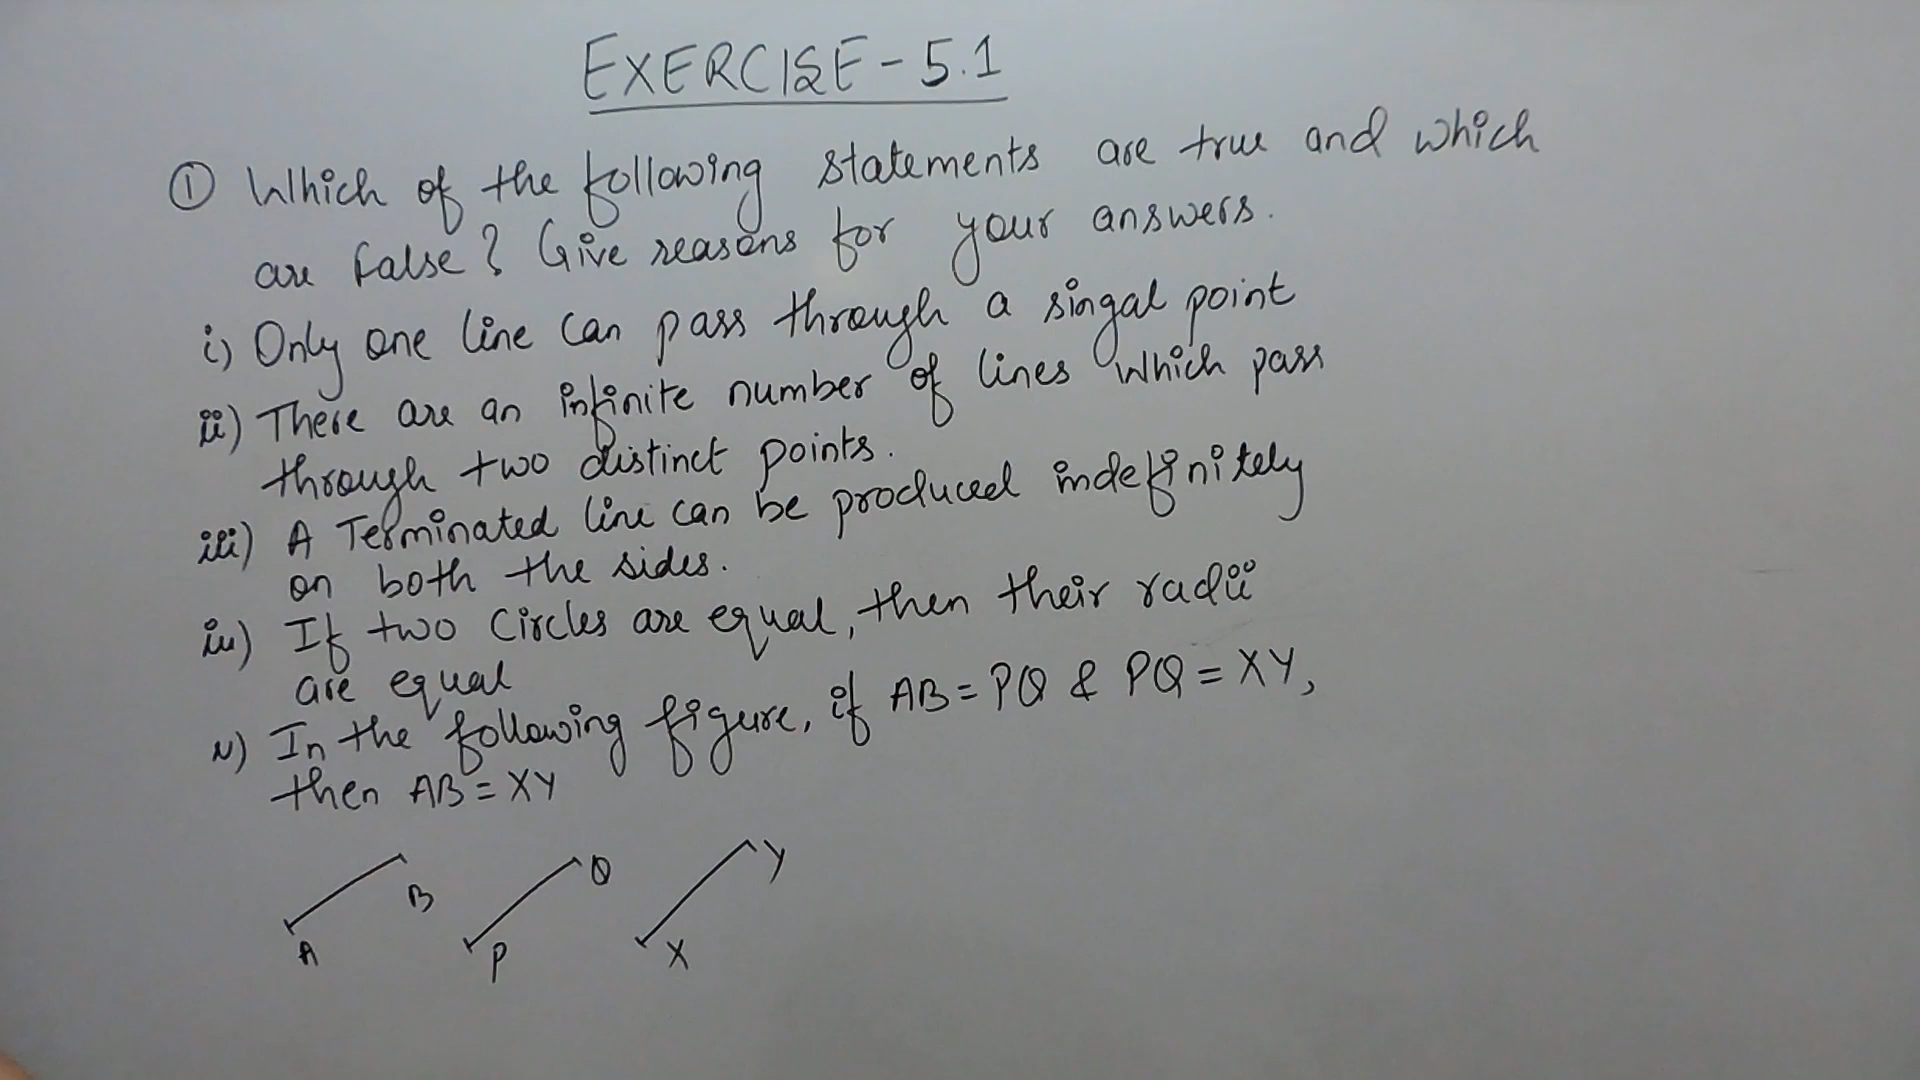 EXERCISE - 5.1
① Which of the following statements are true and which
are false? Give reasons for your answers.
i) Only one line can pass through a singal point
ii) There are an infinite number of lines which pass
through two distinct points.
iii) A Terminated line can be produced indefinitely
on both the sides.
iv) If two Circles are equal, then their radii
are equal
v) In the following figure, if AB = PQ & PQ = XY,
then AB = XY
A B P Q X Y